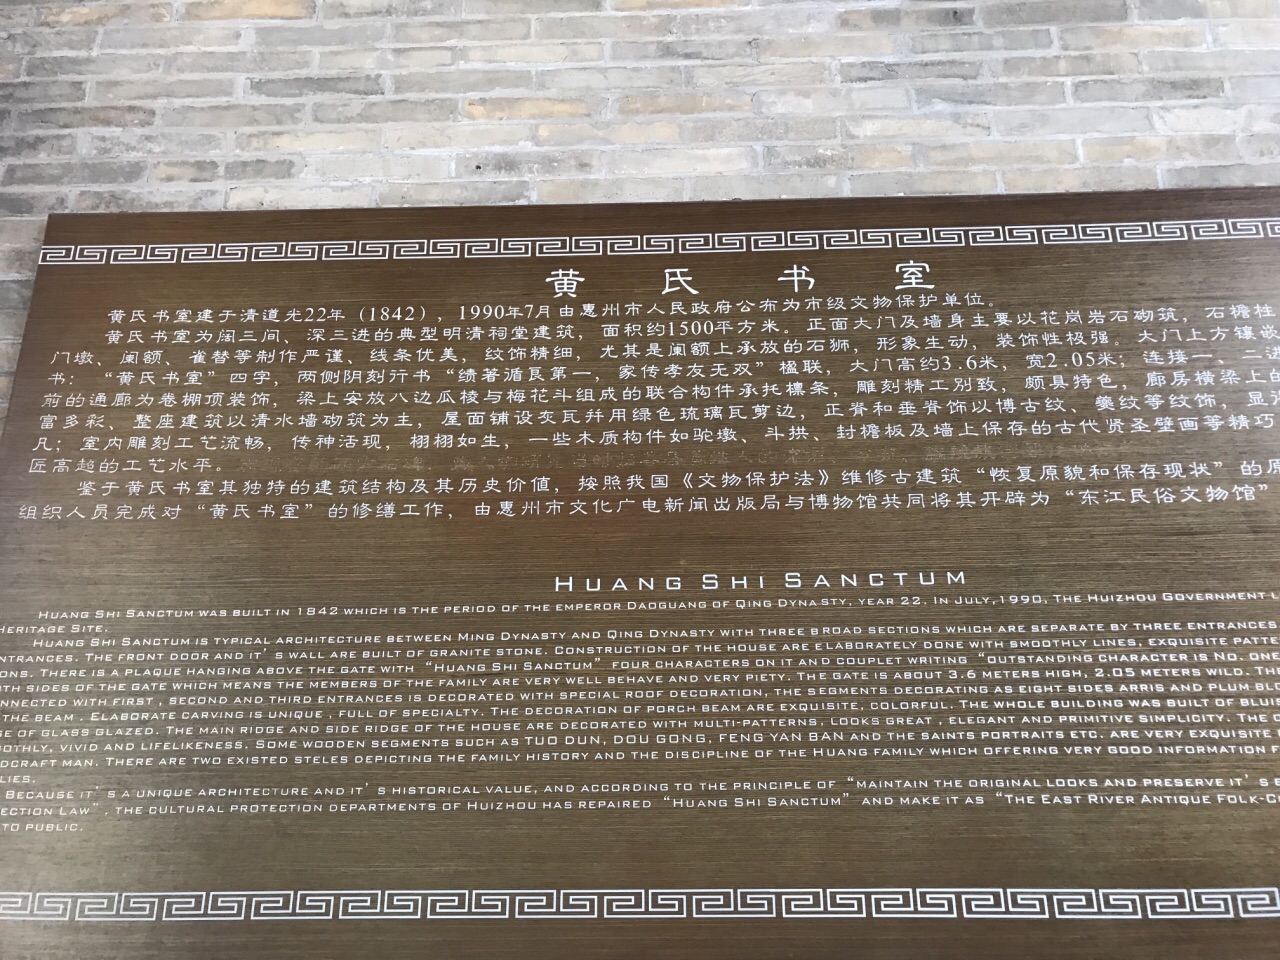 黄氏书室
黄氏书室建于清道光22年（1842），1990年7月由惠州市人民政府公布为市级文物保护单位。
黄氏书室为阔三间、深三进的典型明清祠堂建筑，面积约1500平方米。正面大门及墙身主要以花岗岩石砌筑，石檐柱
门墩、阑额、雀替等制作严谨、线条优美，纹饰精细，尤其是阑额上承放的石狮，形象生动，装饰性极强。大门上方镶嵌
书：“黄氏书室”四字，两侧阴刻行书“绩著循良第一，家传孝友无双”楹联，大门高约3.6米，宽2.05米；连接一、二进
前的通廊为卷棚顶装饰，梁上安放八边瓜棱与梅花斗组成的联合构件承托檩条，雕刻精工别致，颇具特色，廊房横梁上的
富多彩、整座建筑以清水墙砌筑为主，屋面铺设灰瓦并用绿色琉璃瓦剪边，正脊和垂脊饰以博古纹、夔纹等纹饰，显
凡；室内雕刻工艺流畅，传神活现，栩栩如生，一些木质构件如驼墩、斗拱、封檐板及墙上保存的古代贤圣壁画等精巧
匠高超的工艺水平。
鉴于黄氏书室其独特的建筑结构及其历史价值，按照我国《文物保护法》维修古建筑“恢复原貌和保存现状”的原
组织人员完成对“黄氏书室”的修缮工作，由惠州市文化广电新闻出版局与博物馆共同将其开辟为“东江民俗文物馆”
HUANG SHI SANCTUM
HUANG SHI SANCTUM WAS BUILT IN 1842 WHICH IS THE PERIOD OF THE EMPEROR DAOGUANG OF QING DYNASTY, YEAR 22. IN JULY,1990, THE HUIZHOU GOVERNMENT L
HERITAGE SITE.
HUANG SHI SANCTUM IS TYPICAL ARCHITECTURE BETWEEN MING DYNASTY AND QING DYNASTY WITH THREE BROAD SECTIONS WHICH ARE SEPARATE BY THREE ENTRANCES
NTRANCES. THE FRONT DOOR AND IT'S WALL ARE BUILT OF GRANITE STONE. CONSTRUCTION OF THE HOUSE ARE ELABORATELY DONE WITH SMOOTHLY LINES, EXQUISITE PATTE
ONS. THERE IS A PLAQUE HANGING ABOVE THE GATE WITH “HUANG SHI SANCTUM” FOUR CHARACTERS ON IT AND COUPLET WRITING “OUTSTANDING CHARACTER IS NO. ONE
TH SIDES OF THE GATE WHICH MEANS THE MEMBERS OF THE FAMILY ARE VERY WELL BEHAVE AND VERY PIETY. THE GATE IS ABOUT 3.6 METERS HIGH, 2.05 METERS WILD. THE
NNECTED WITH FIRST , SECOND AND THIRD ENTRANCES IS DECORATED WITH SPECIAL ROOF DECORATION, THE SEGMENTS DECORATING AS EIGHT SIDES ARRIS AND PLUM BLE
THE BEAM . ELABORATE CARVING IS UNIQUE , FULL OF SPECIALTY. THE DECORATION OF PORCH BEAM ARE EXQUISITE, COLORFUL. THE WHOLE BUILDING WAS BUILT OF BLUIS
SE OF GLASS GLAZED. THE MAIN RIDGE AND SIDE RIDGE OF THE HOUSE ARE DECORATED WITH MULTI-PATTERNS, LOOKS GREAT , ELEGANT AND PRIMITIVE SIMPLICITY. THE
OOTHLY, VIVID AND LIFELIKENESS. SOME WOODEN SEGMENTS SUCH AS TUO DUN, DOU GONG, FENG YAN BAN AND THE SAINTS PORTRAITS ETC. ARE VERY EXQUISITE
DCRAFT MAN. THERE ARE TWO EXISTED STELES DEPICTING THE FAMILY HISTORY AND THE DISCIPLINE OF THE HUANG FAMILY WHICH OFFERING VERY GOOD INFORMATION F
LIES.
BECAUSE IT'S A UNIQUE ARCHITECTURE AND IT'S HISTORICAL VALUE, AND ACCORDING TO THE PRINCIPLE OF “MAINTAIN THE ORIGINAL LOOKS AND PRESERVE IT'S E
ECTION LAW” , THE CULTURAL PROTECTION DEPARTMENTS OF HUIZHOU HAS REPAIRED “HUANG SHI SANCTUM” AND MAKE IT AS “THE EAST RIVER ANTIQUE FOLK-C
TO PUBLIC.